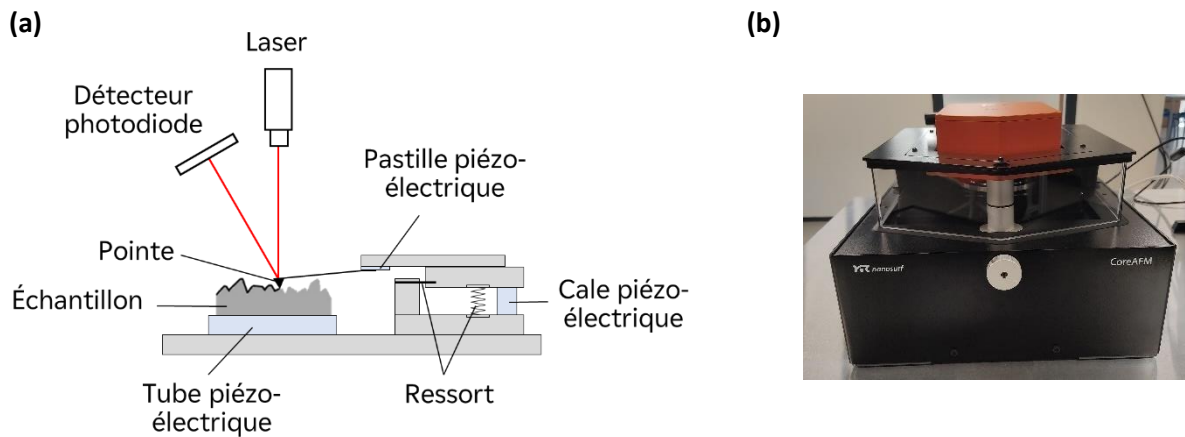 (a)
Laser
Détecteur
photodiode
Pastille piézo-
électrique
Pointe
Échantillon
Cale piézo-
électrique
Tube piézo-
électrique
Ressort
(b)
nanosurf
CoreAFM